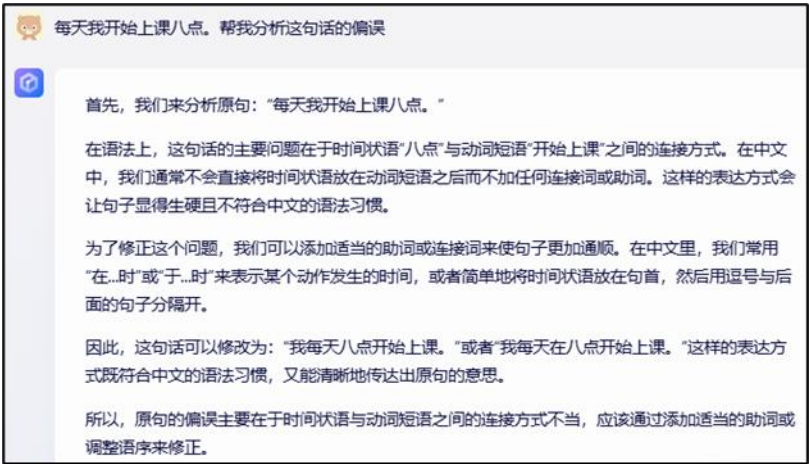 每天我开始上课八点。帮我分析这句话的偏误
首先，我们来分析原句：“每天我开始上课八点。”
在语法上，这句话的主要问题在于时间状语“八点”与动词短语“开始上课”之间的连接方式。在中文
中，我们通常不会直接将时间状语放在动词短语之后而不加任何连接词或助词。这样的表达方式会
让句子显得生硬且不符合中文的语法习惯。
为了修正这个问题，我们可以添加适当的助词或连接词来使句子更加通顺。在中文里，我们常用
“在...时”或“于...时”来表示某个动作发生的时间，或者简单地将时间状语放在句首，然后用逗号与后
面的句子分隔开。
因此，这句话可以修改为：“我每天八点开始上课。”或者“我每天在八点开始上课。”这样的表达方
式既符合中文的语法习惯，又能清晰地传达出原句的意思。
所以，原句的偏误主要在于时间状语与动词短语之间的连接方式不当，应该通过添加适当的助词或
调整语序来修正。